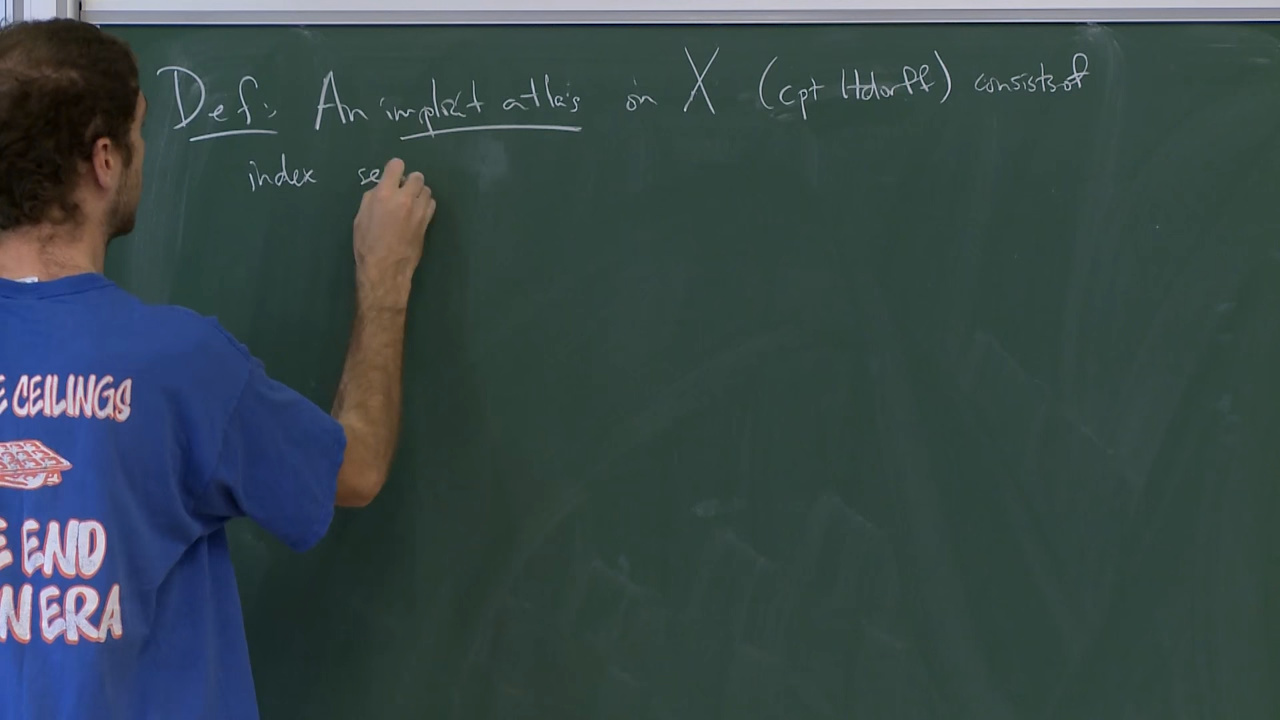 Def: An implicit atlas on X (cpt Hdorff) consists of
index se
CEILINGS
E END
N ERA